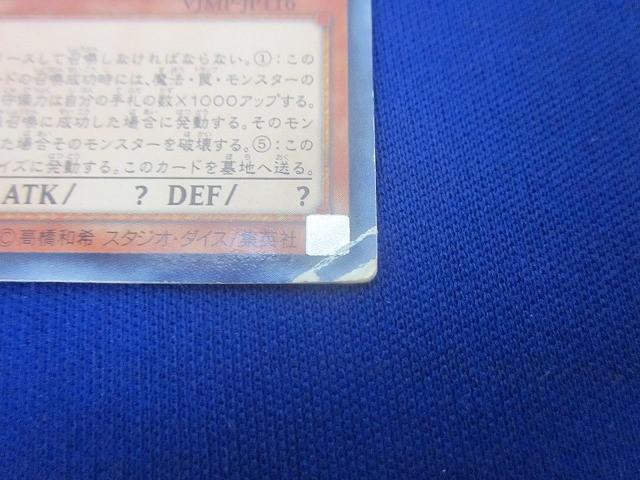 VJMP-JP116
ースして召喚しなければならない。①：この
ドの召喚成功時には、魔法・罠・モンスターの
守備力は自分の手札の数×1000アップする。
召喚に成功した場合に発動する。そのモン
た場合そのモンスターを破壊する。⑤：この
イズに発動する。このカードを墓地へ送る。
ATK/ ? DEF/ ?
©高橋和希 スタジオ・ダイス/集英社